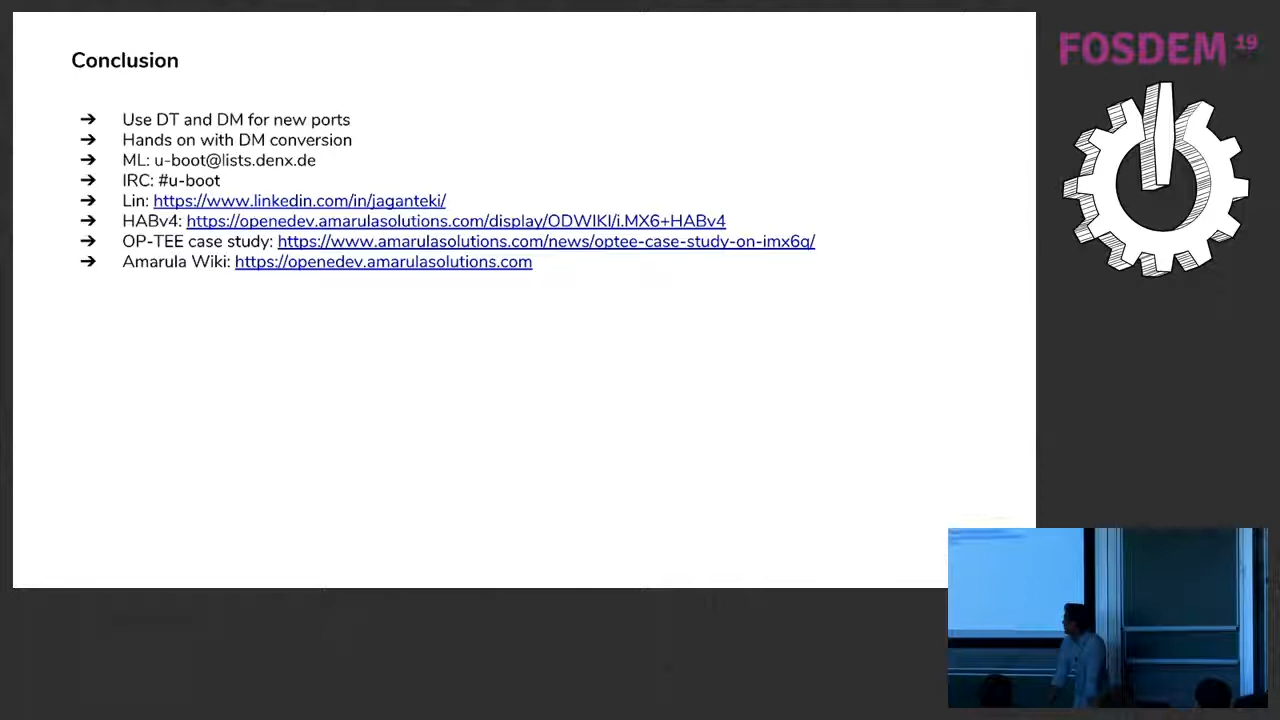 Conclusion
➔ Use DT and DM for new ports
➔ Hands on with DM conversion
➔ ML: u-boot@lists.denx.de
➔ IRC: #u-boot
➔ Lin: https://www.linkedin.com/in/jaganteki/
➔ HABv4: https://openedev.amarulasolutions.com/display/ODWIKI/i.MX6+HABv4
➔ OP-TEE case study: https://www.amarulasolutions.com/news/optee-case-study-on-imx6q/
➔ Amarula Wiki: https://openedev.amarulasolutions.com
FOSDEM 19